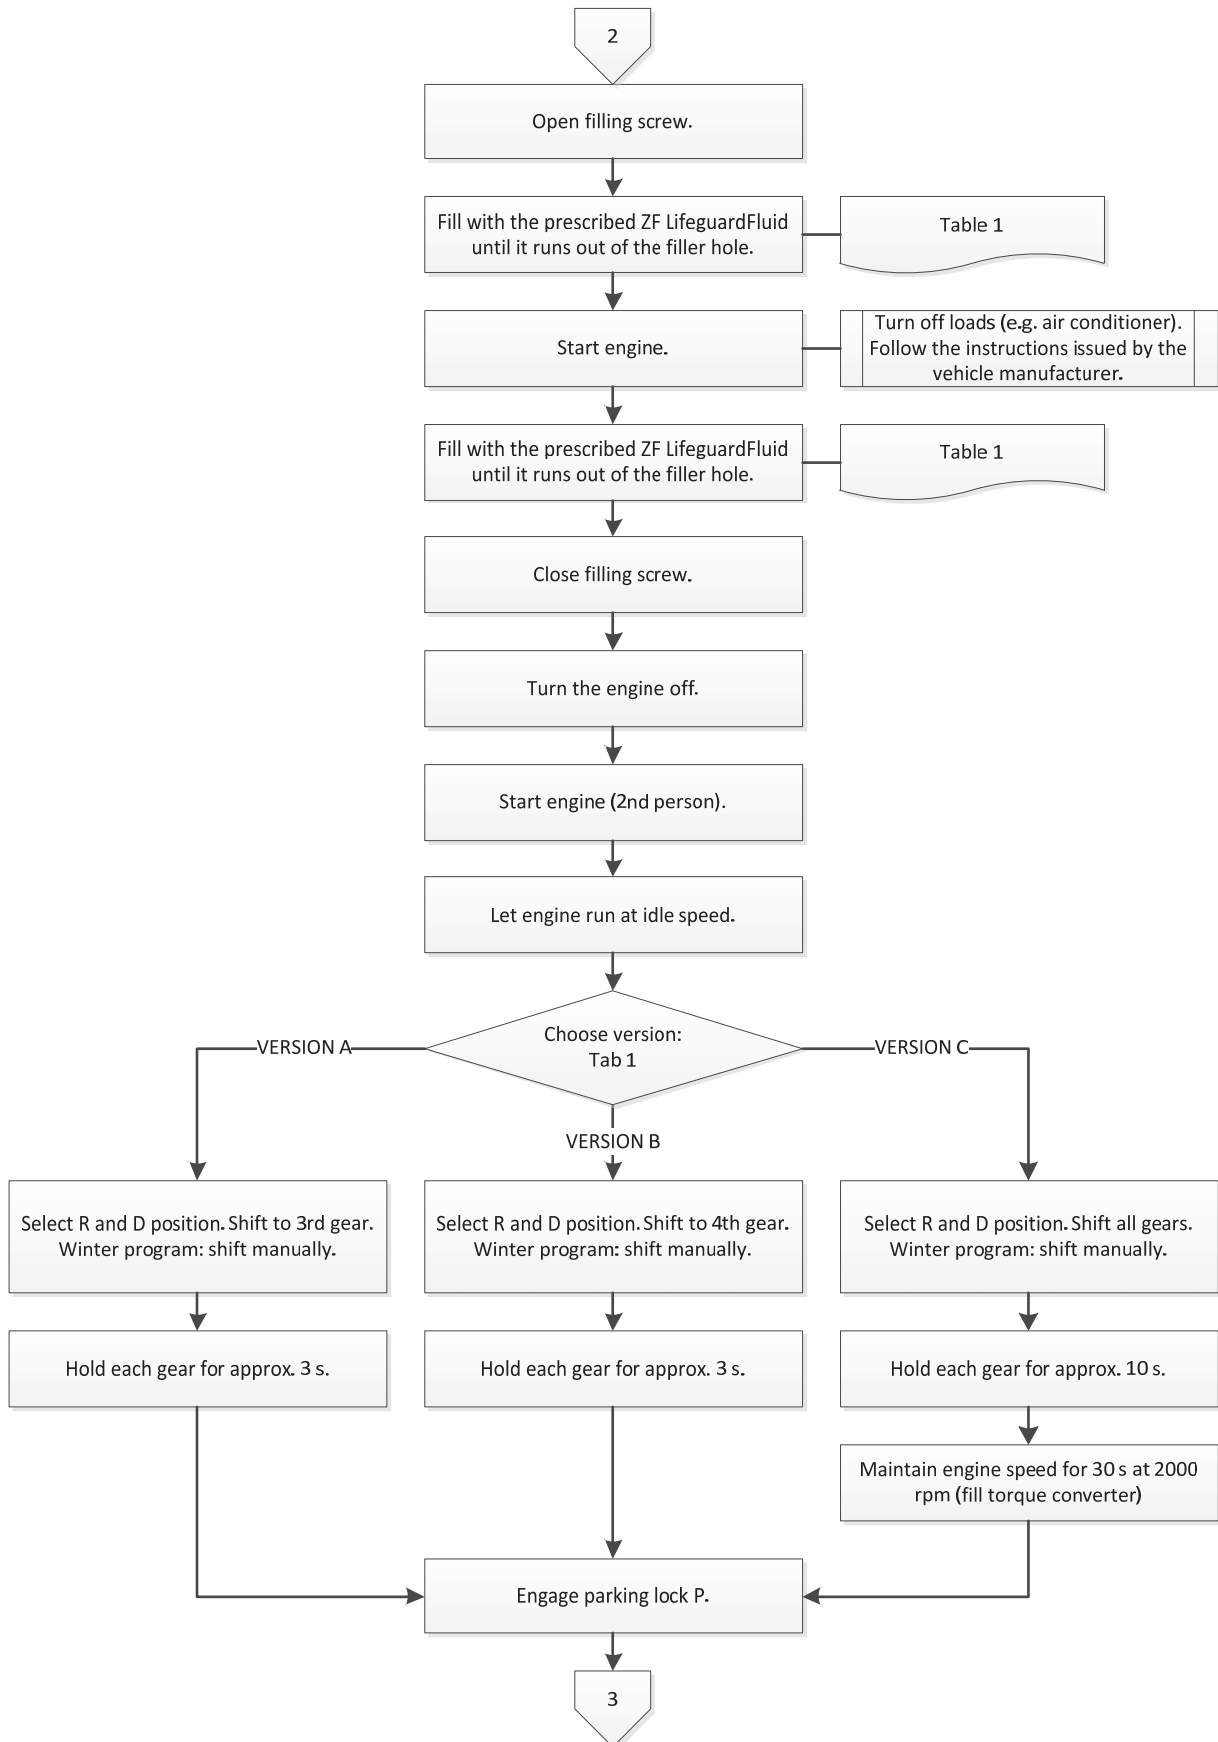 2
Open filling screw.
Fill with the prescribed ZF LifeguardFluid
until it runs out of the filler hole.
Table 1
Start engine.
Turn off loads (e.g. air conditioner).
Follow the instructions issued by the
vehicle manufacturer.
Fill with the prescribed ZF LifeguardFluid
until it runs out of the filler hole.
Table 1
Close filling screw.
Turn the engine off.
Start engine (2nd person).
Let engine run at idle speed.
Choose version:
Tab 1
VERSION A
VERSION B
VERSION C
Select R and D position. Shift to 3rd gear.
Winter program: shift manually.
Select R and D position. Shift to 4th gear.
Winter program: shift manually.
Select R and D position. Shift all gears.
Winter program: shift manually.
Hold each gear for approx. 3 s.
Hold each gear for approx. 3 s.
Hold each gear for approx. 10 s.
Maintain engine speed for 30 s at 2000
rpm (fill torque converter)
Engage parking lock P.
3